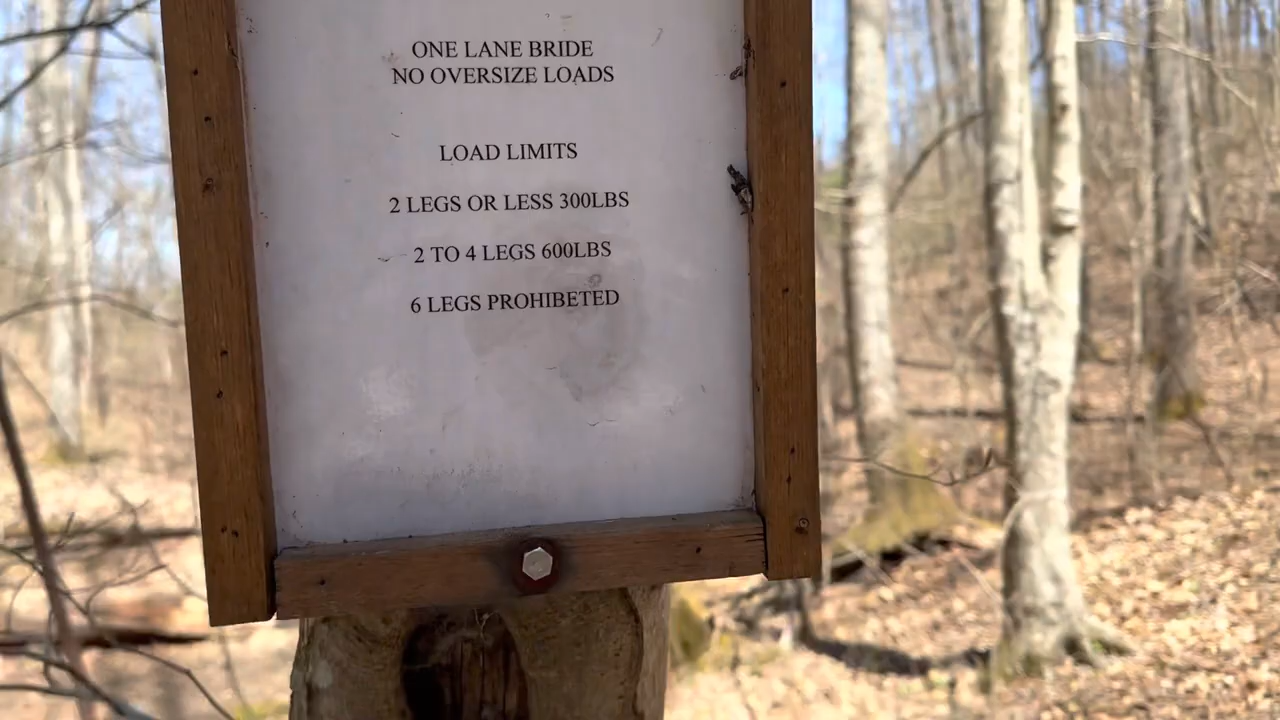 ONE LANE BRIDE
NO OVERSIZE LOADS
LOAD LIMITS
2 LEGS OR LESS 300LBS
2 TO 4 LEGS 600LBS
6 LEGS PROHIBETED